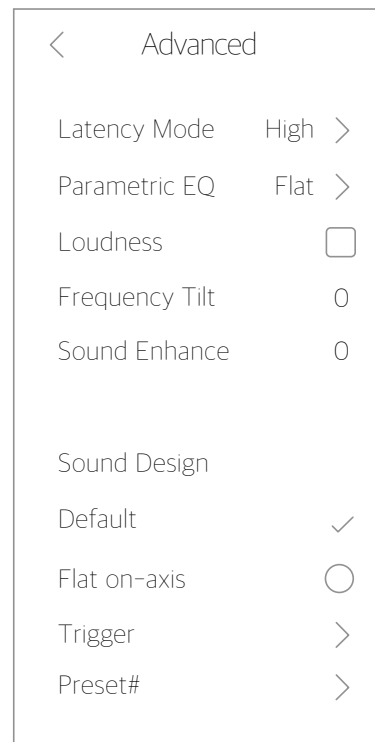 Advanced
Latency Mode High
Parametric EQ Flat
Loudness
Frequency Tilt 0
Sound Enhance 0
Sound Design
Default
Flat on-axis
Trigger
Preset#